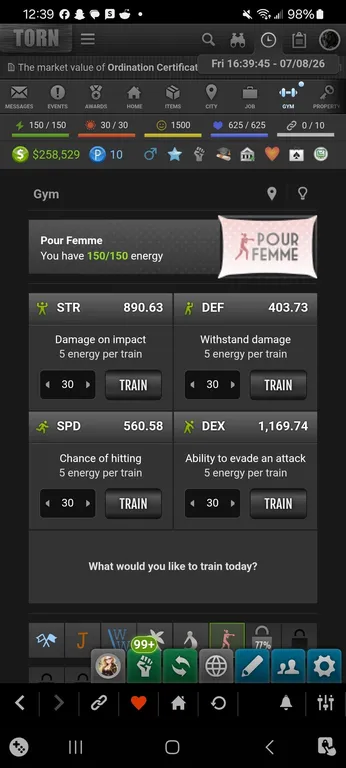 12:39
98%
TORN
The market value of Ordination Certificat
Fri 16:39:45 - 07/08/26
MESSAGES EVENTS AWARDS HOME ITEMS CITY JOB GYM PROPERTY
150 / 150 30 / 30 1500 625 / 625 0 / 10
$258,529 10
Gym
Pour Femme
You have 150/150 energy
POUR
FEMME
STR 890.63 DEF 403.73
Damage on impact Withstand damage
5 energy per train 5 energy per train
30 TRAIN 30 TRAIN
SPD 560.58 DEX 1,169.74
Chance of hitting Ability to evade an attack
5 energy per train 5 energy per train
30 TRAIN 30 TRAIN
What would you like to train today?
99+
77%